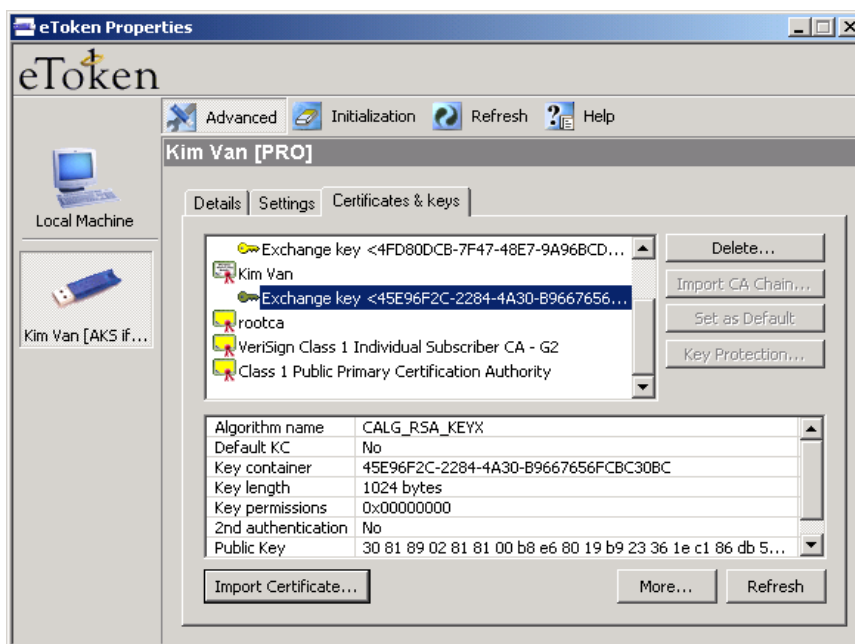 eToken Properties
eToken
Advanced Initialization Refresh Help
Kim Van [PRO]
Local Machine
Kim Van [AKS if...
Details Settings Certificates & keys
Exchange key <4FD80DCB-7F47-48E7-9A96BCD...
Kim Van
Exchange key <45E96F2C-2284-4A30-B9667656...
rootca
VeriSign Class 1 Individual Subscriber CA - G2
Class 1 Public Primary Certification Authority
Delete...
Import CA Chain...
Set as Default
Key Protection...
Algorithm name CALG_RSA_KEYX
Default KC No
Key container 45E96F2C-2284-4A30-B9667656FCBC30BC
Key length 1024 bytes
Key permissions 0x00000000
2nd authentication No
Public Key 30 81 89 02 81 81 00 b8 e6 80 19 b9 23 36 1e c1 86 db 5...
Import Certificate... More... Refresh